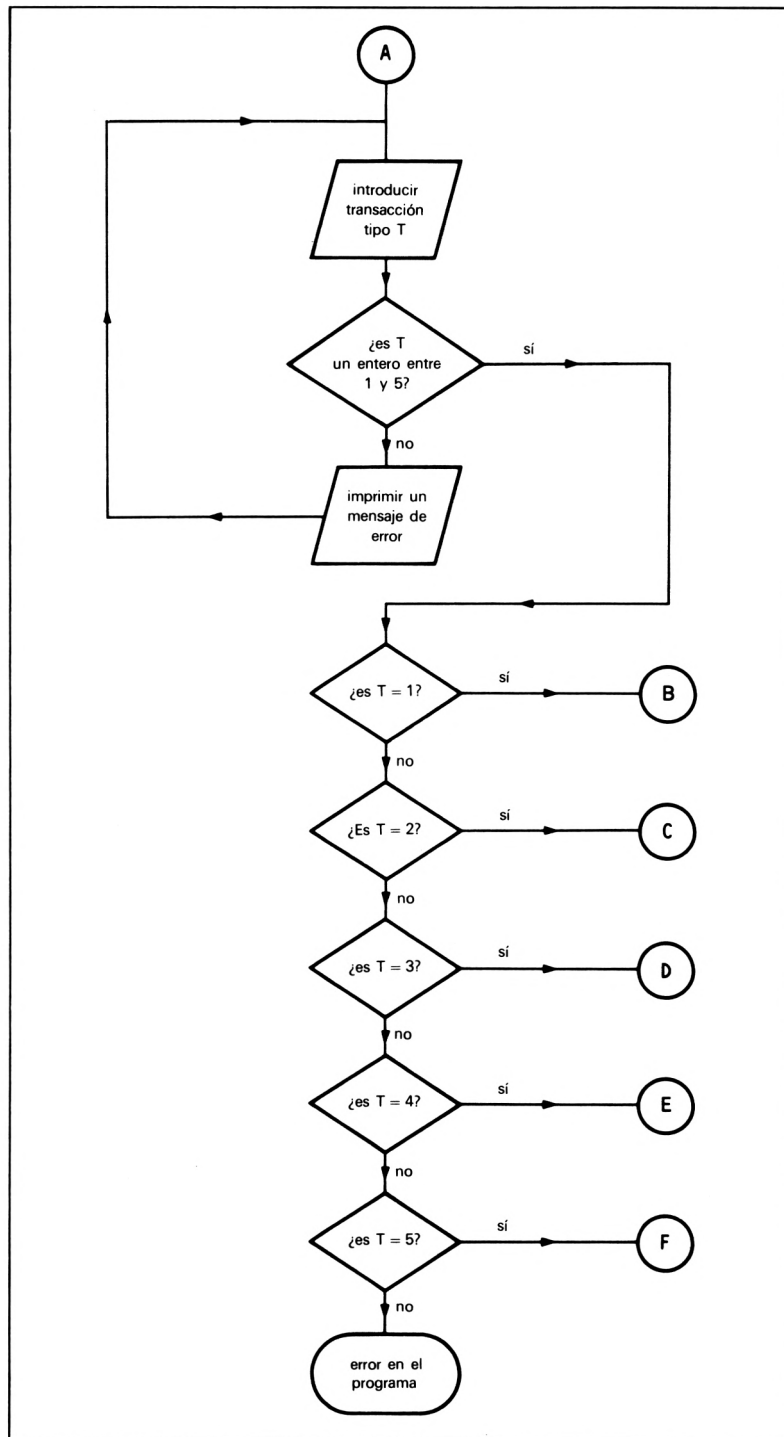 A
introducir
transacción
tipo T
¿es T
un entero entre
1 y 5?
sí
no
imprimir un
mensaje de
error
¿es T = 1?
sí
B
no
¿Es T = 2?
sí
C
no
¿es T = 3?
sí
D
no
¿es T = 4?
sí
E
no
¿es T = 5?
sí
F
no
error en el
programa